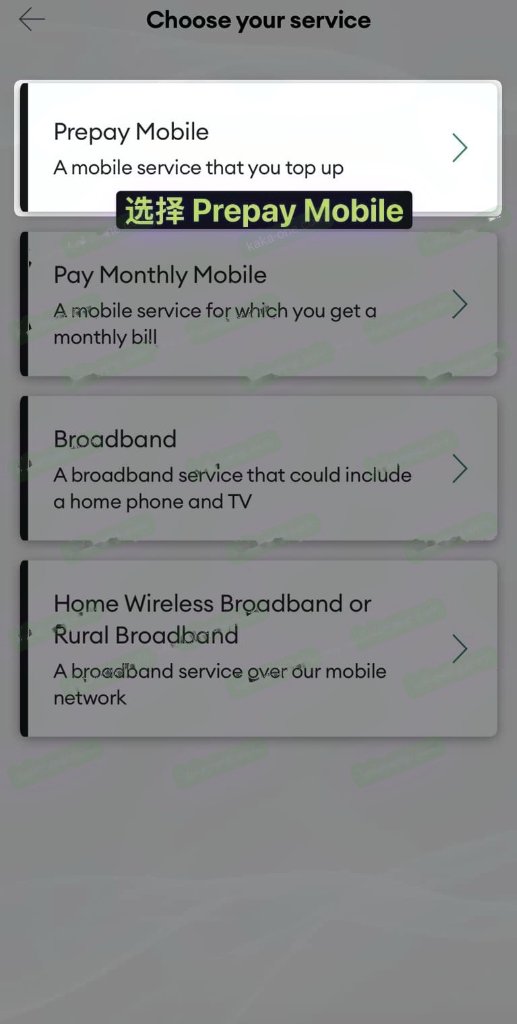 Choose your service
Prepay Mobile
A mobile service that you top up
选择 Prepay Mobile
Pay Monthly Mobile
A mobile service for which you get a
monthly bill
Broadband
A broadband service that could include
a home phone and TV
Home Wireless Broadband or
Rural Broadband
A broadband service over our mobile
network